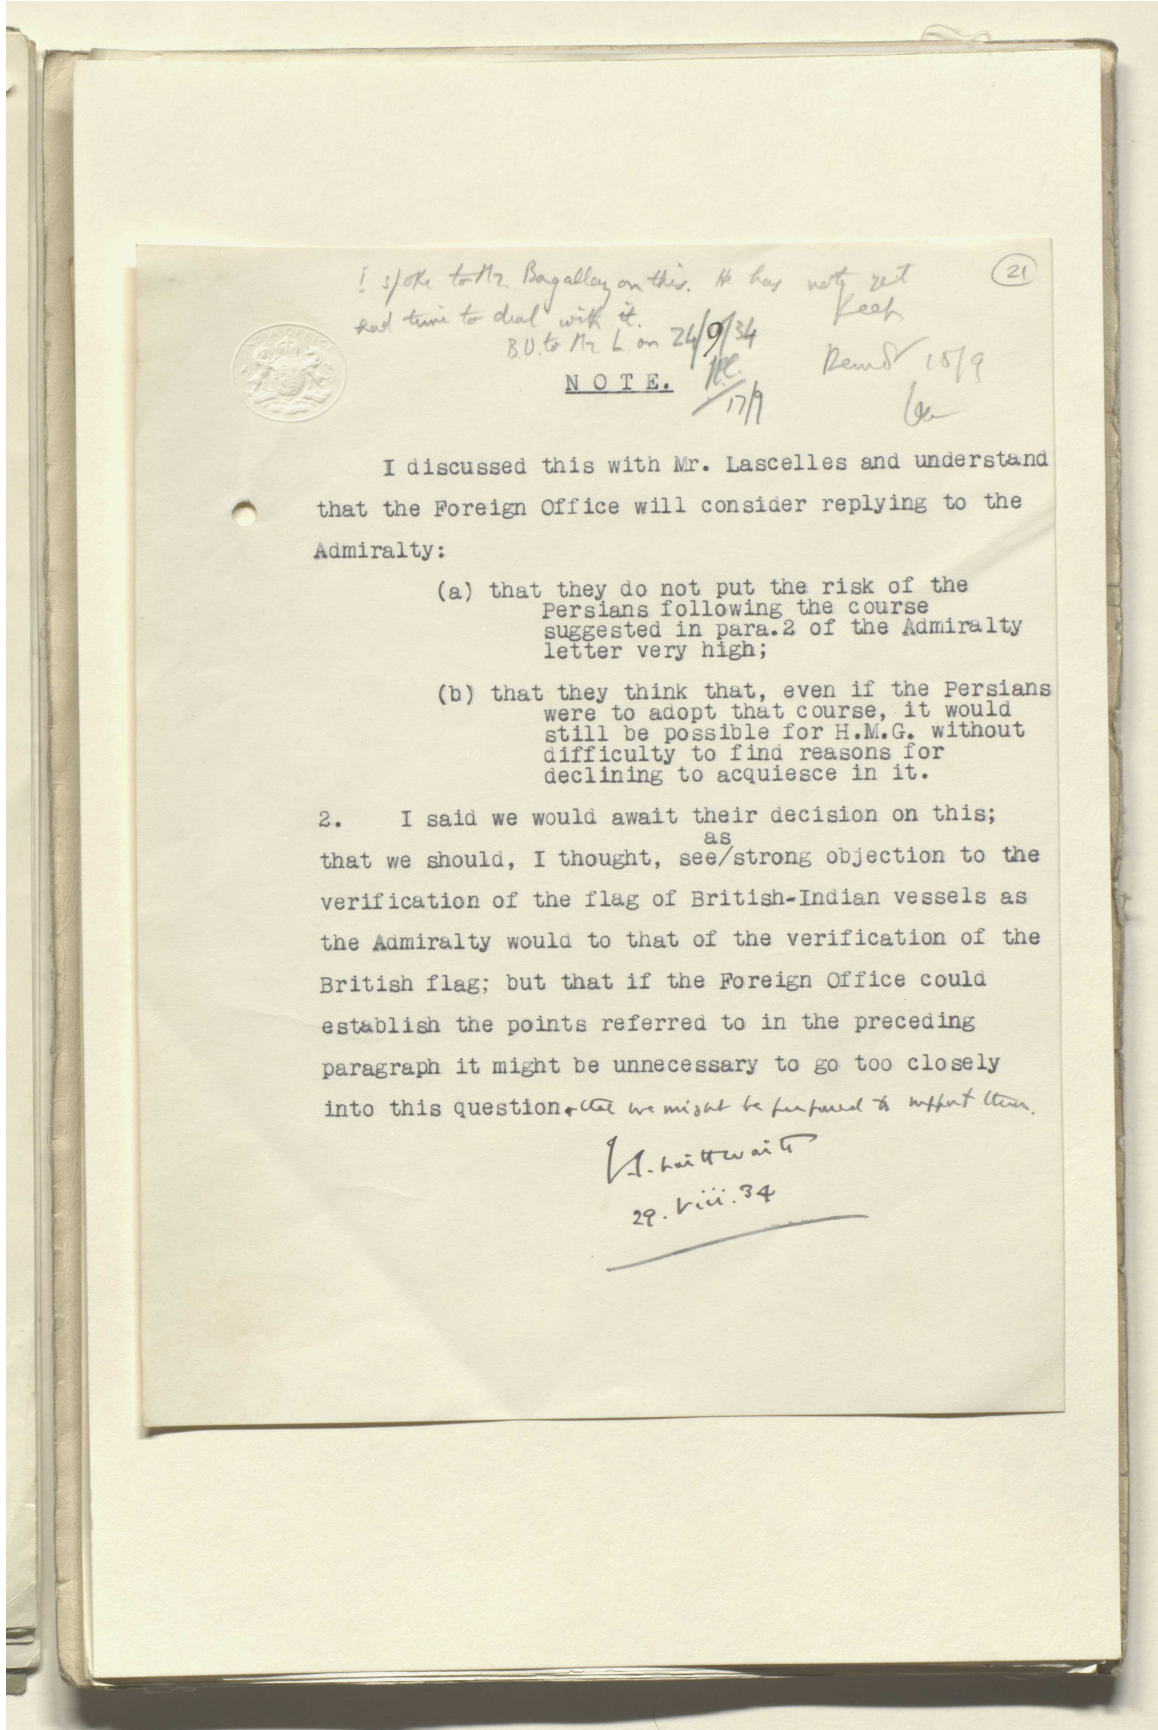 21
I spoke to Mr. Baggallay on this. He has not yet
had time to deal with it.
Keep
B.U. to Mr L on 24/9/34
Remd 15/9
NOTE.
17/9
INDIA OFFICE
I discussed this with Mr. Lascelles and understand
that the Foreign Office will consider replying to the
Admiralty:
(a) that they do not put the risk of the
Persians following the course
suggested in para.2 of the Admiralty
letter very high;
(b) that they think that, even if the Persians
were to adopt that course, it would
still be possible for H.M.G. without
difficulty to find reasons for
declining to acquiesce in it.
2. I said we would await their decision on this;
as
that we should, I thought, see/strong objection to the
verification of the flag of British-Indian vessels as
the Admiralty would to that of the verification of the
British flag; but that if the Foreign Office could
establish the points referred to in the preceding
paragraph it might be unnecessary to go too closely
into this question & that we might be prepared to support them.
J.G. Laithwaite
29.viii.34